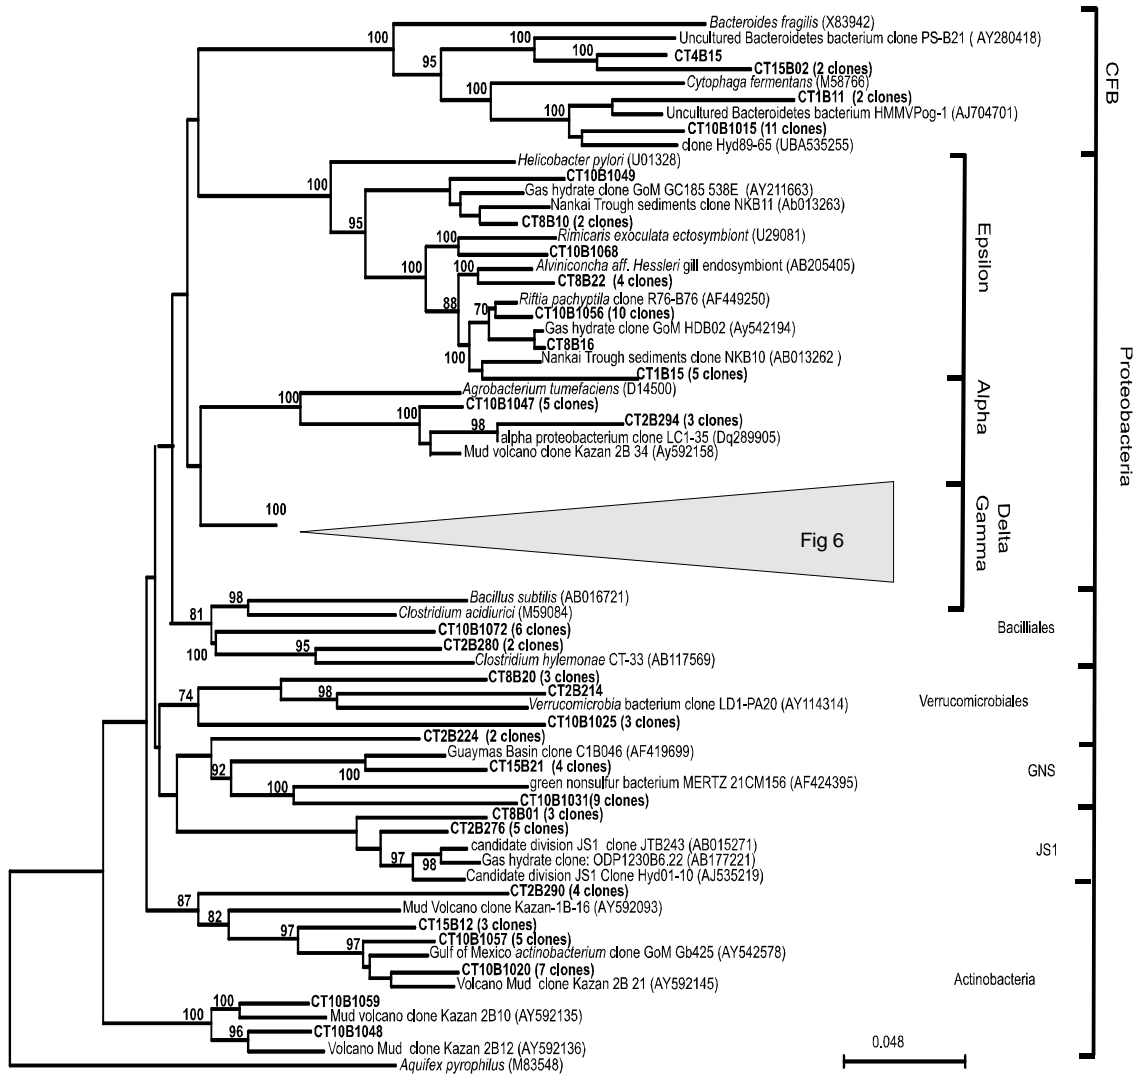 Bacteroides fragilis (X83942)
100
100
Uncultured Bacteroidetes bacterium clone PS-B21 ( AY280418)
95
100
CT4B15
CT15B02 (2 clones)
CFB
Cytophaga fermentans (M58766)
100
CT1B11 (2 clones)
100
Uncultured Bacteroidetes bacterium HMMVPog-1 (AJ704701)
CT10B1015 (11 clones)
clone Hyd89-65 (UBA535255)
Helicobacter pylori (U01328)
100
CT10B1049
Gas hydrate clone GoM GC185 538E (AY211663)
Nankai Trough sediments clone NKB11 (Ab013263)
95
CT8B10 (2 clones)
Rimicaris exoculata ectosymbiont (U29081)
100
CT10B1068
Epsilon
100
100
Alviniconcha aff. Hessleri gill endosymbiont (AB205405)
CT8B22 (4 clones)
88
Riftia pachyptila clone R76-B76 (AF449250)
70
CT10B1056 (10 clones)
Gas hydrate clone GoM HDB02 (Ay542194)
CT8B16
100
Nankai Trough sediments clone NKB10 (AB013262 )
CT1B15 (5 clones)
Proteobacteria
Agrobacterium tumefaciens (D14500)
100
CT10B1047 (5 clones)
100
CT2B294 (3 clones)
98
Alpha
alpha proteobacterium clone LC1-35 (Dq289905)
Mud volcano clone Kazan 2B 34 (Ay592158)
100
Fig 6
Delta
Gamma
Bacillus subtilis (AB016721)
98
81
Clostridium acidiurici (M59084)
CT10B1072 (6 clones)
Bacilliales
CT2B280 (2 clones)
95
100
Clostridium hylemonae CT-33 (AB117569)
CT8B20 (3 clones)
74
98
CT2B214
Verrucomicrobia bacterium clone LD1-PA20 (AY114314)
Verrucomicrobiales
CT10B1025 (3 clones)
CT2B224 (2 clones)
Guaymas Basin clone C1B046 (AF419699)
92
100
CT15B21 (4 clones)
GNS
100
green nonsulfur bacterium MERTZ 21CM156 (AF424395)
CT10B1031(9 clones)
CT8B01 (3 clones)
CT2B276 (5 clones)
candidate division JS1 clone JTB243 (AB015271)
JS1
97
98
Gas hydrate clone: ODP1230B6.22 (AB177221)
Candidate division JS1 Clone Hyd01-10 (AJ535219)
CT2B290 (4 clones)
87
Mud Volcano clone Kazan-1B-16 (AY592093)
82
CT15B12 (3 clones)
97
CT10B1057 (5 clones)
97
Gulf of Mexico actinobacterium clone GoM Gb425 (AY542578)
CT10B1020 (7 clones)
Actinobacteria
Volcano Mud clone Kazan 2B 21 (AY592145)
100
CT10B1059
100
Mud volcano clone Kazan 2B10 (AY592135)
CT10B1048
96
Volcano Mud clone Kazan 2B12 (AY592136)
0.048
Aquifex pyrophilus (M83548)